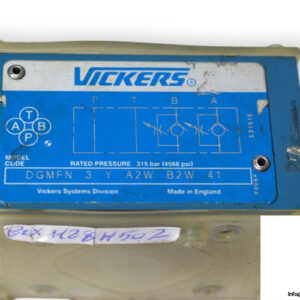 VICKERS®
T
A B
P
P T B A
MODEL
CODE
RATED PRESSURE 315 bar (4568 psi)
DGMFN 3 Y A2W B2W 41
Vickers Systems Division
Made in England